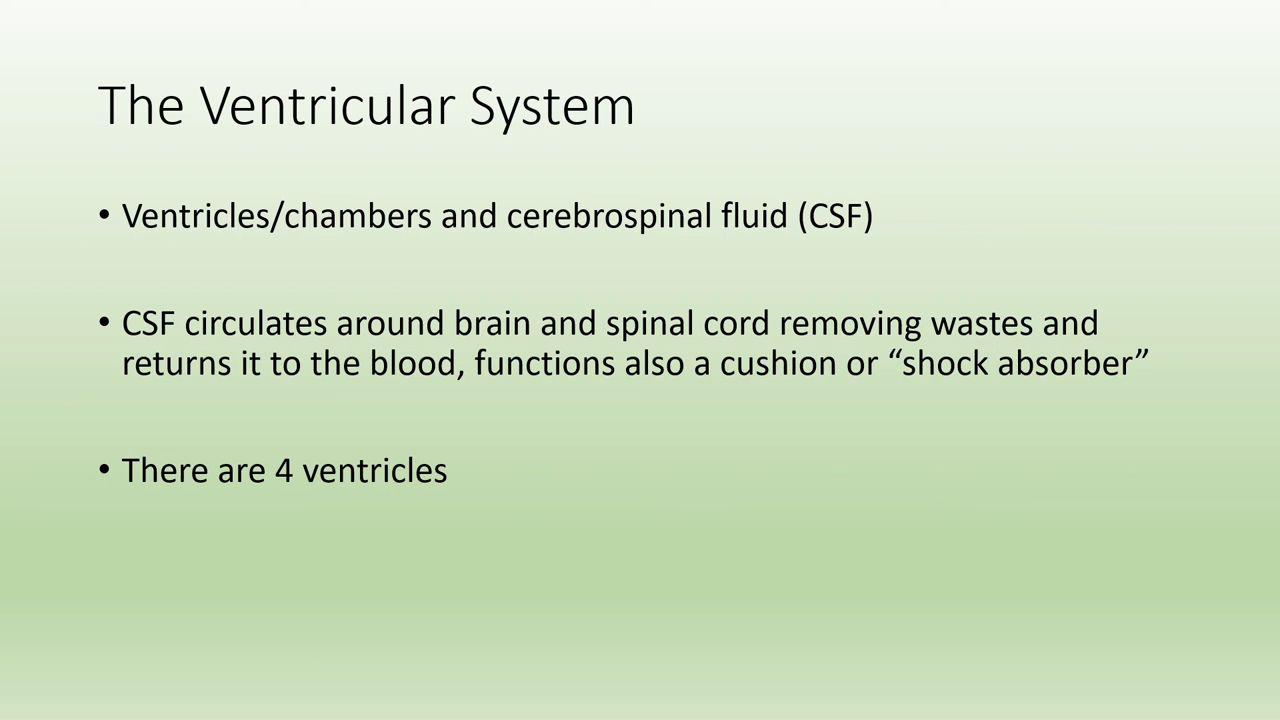 The Ventricular System
• Ventricles/chambers and cerebrospinal fluid (CSF)
• CSF circulates around brain and spinal cord removing wastes and
returns it to the blood, functions also a cushion or “shock absorber”
• There are 4 ventricles